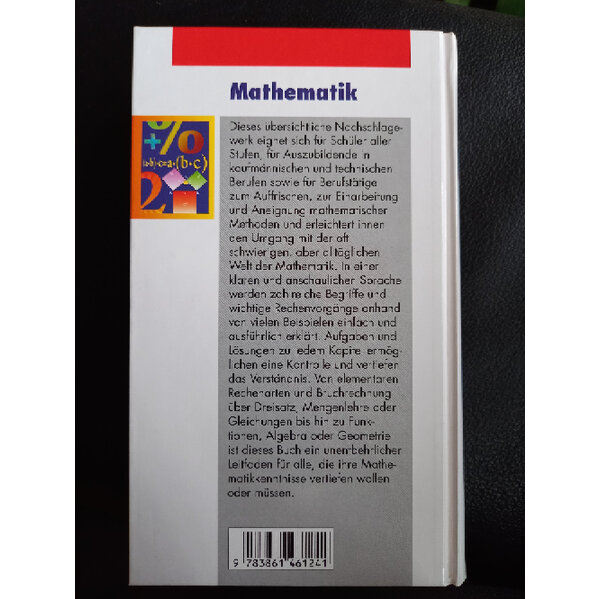 Mathematik
Dieses übersichtliche Nachschlage-
werk eignet sich für Schüler aller
Stufen, für Auszubildende in
kaufmännischen und technischen
Berufen sowie für Berufstätige
zum Auffrischen, zur Einarbeitung
und Aneignung mathematischer
Methoden und erleichtert ihnen
den Umgang mit der oft
schwierigen, aber alltäglichen
Welt der Mathematik. In einer
klaren und anschaulichen Sprache
werden zahlreiche Begriffe und
wichtige Rechenvorgänge anhand
von vielen Beispielen einfach und
ausführlich erklärt. Aufgaben und
Lösungen zu jedem Kapitel ermög-
lichen eine Kontrolle und vertiefen
das Verständnis. Von elementaren
Rechenarten und Bruchrechnung
über Dreisatz, Mengenlehre oder
Gleichungen bis hin zu Funk-
tionen, Algebra oder Geometrie
ist dieses Buch ein unentbehrlicher
Leitfaden für alle, die ihre Mathe-
matikkenntnisse vertiefen wollen
oder müssen.
%
·b)·c=a·(b·c)
2
9 783861 461241